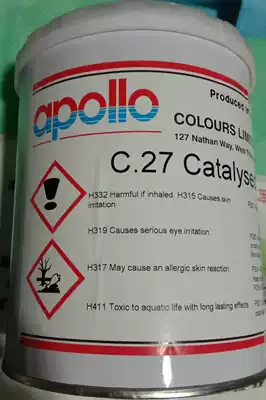 apollo
Produced in
COLOURS LIM
127 Nathan Way, West
C.27 Catalyse
H332 Harmful if inhaled. H315 Causes skin
irritation.
H319 Causes serious eye irritation.
H317 May cause an allergic skin reaction.
H411 Toxic to aquatic life with long lasting effects.